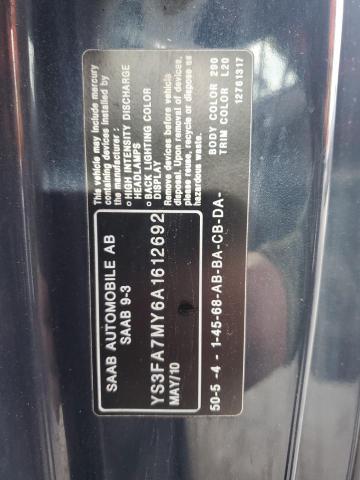 This vehicle may include mercury
containing devices if installed by
the manufacturer :
• HIGH INTENSITY DISCHARGE
HEADLAMPS
• BACK LIGHTING COLOR
DISPLAY
Remove devices before vehicle
disposal. Upon removal of devices,
please reuse, recycle or dispose as
hazardous waste.
BODY COLOR 290
TRIM COLOR L20
12761317
SAAB AUTOMOBILE AB
SAAB 9-3
YS3FA7MY6A1612692
MAY/10
50-5 -4 - 1-45-68-AB-BA-CB-DA-